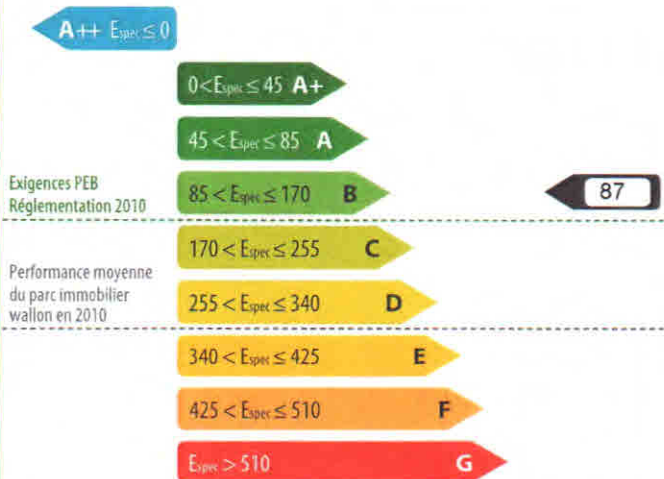 A++ Espec ≤ 0
0 < Espec ≤ 45 A+
45 < Espec ≤ 85 A
Exigences PEB
Réglementation 2010
85 < Espec ≤ 170 B
87
170 < Espec ≤ 255 C
Performance moyenne
du parc immobilier
wallon en 2010
255 < Espec ≤ 340 D
340 < Espec ≤ 425 E
425 < Espec ≤ 510 F
Espec > 510 G